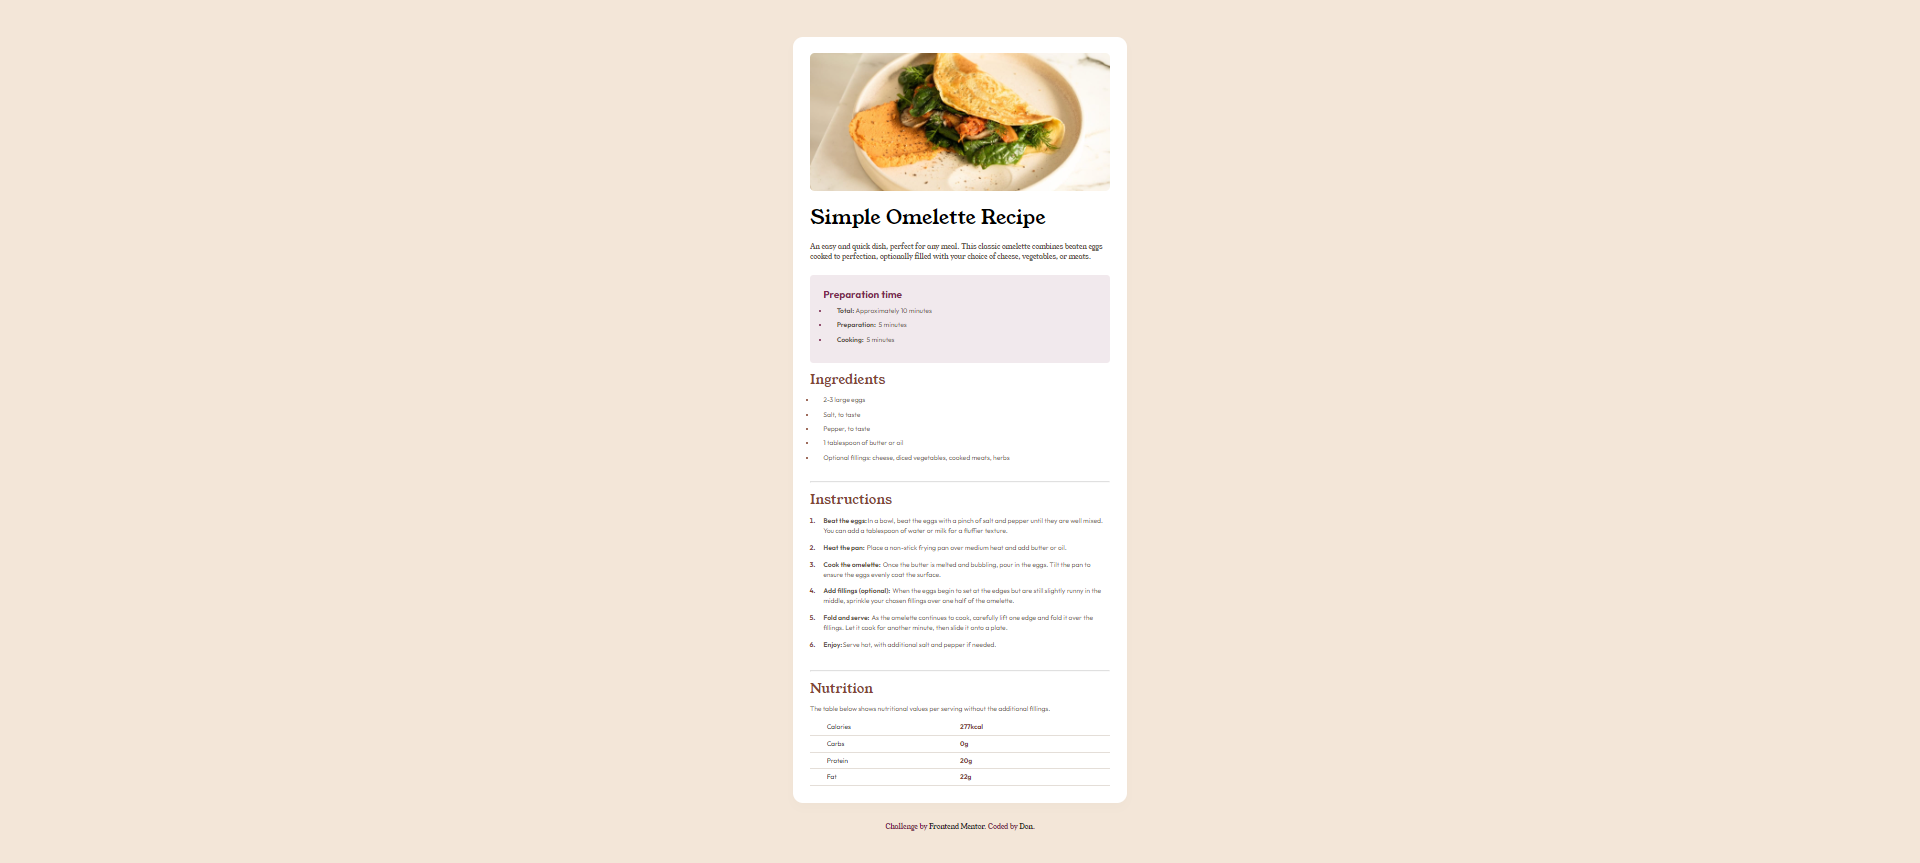 Simple Omelette Recipe
An easy and quick dish, perfect for any meal. This classic omelette combines beaten eggs
cooked to perfection, optionally filled with your choice of cheese, vegetables, or meats.
Preparation time
• Total: Approximately 10 minutes
• Preparation: 5 minutes
• Cooking: 5 minutes
Ingredients
• 2-3 large eggs
• Salt, to taste
• Pepper, to taste
• 1 tablespoon of butter or oil
• Optional fillings: cheese, diced vegetables, cooked meats, herbs
Instructions
1. Beat the eggs:In a bowl, beat the eggs with a pinch of salt and pepper until they are well mixed.
You can add a tablespoon of water or milk for a fluffier texture.
2. Heat the pan: Place a non-stick frying pan over medium heat and add butter or oil.
3. Cook the omelette: Once the butter is melted and bubbling, pour in the eggs. Tilt the pan to
ensure the eggs evenly coat the surface.
4. Add fillings (optional): When the eggs begin to set at the edges but are still slightly runny in the
middle, sprinkle your chosen fillings over one half of the omelette.
5. Fold and serve: As the omelette continues to cook, carefully lift one edge and fold it over the
fillings. Let it cook for another minute, then slide it onto a plate.
6. Enjoy:Serve hot, with additional salt and pepper if needed.
Nutrition
The table below shows nutritional values per serving without the additional fillings.
Calories 277kcal
Carbs 0g
Protein 20g
Fat 22g
Challenge by Frontend Mentor. Coded by Don.